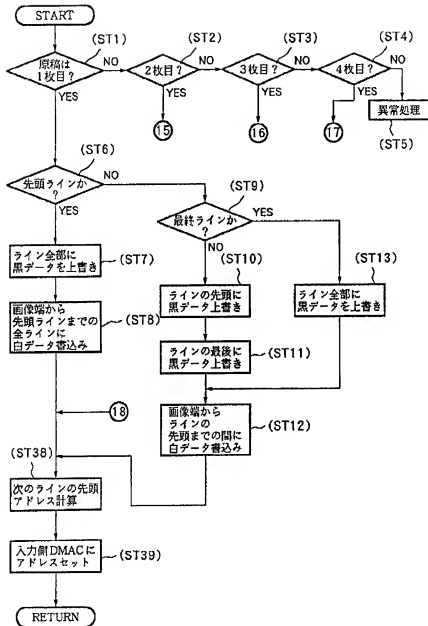 START
(ST1)
(ST2)
(ST3)
(ST4)
原稿は
1枚目?
NO
2枚目?
NO
3枚目?
NO
4枚目?
NO
YES
YES
YES
YES
15
16
17
異常処理
(ST5)
(ST6)
先頭ラインか
?
NO
YES
(ST9)
最終ラインか?
YES
NO
(ST7)
ライン全部に
黒データを上書き
(ST10)
ラインの先頭に
黒データ上書き
(ST13)
ライン全部に
黒データを上書き
(ST8)
画像端から
先頭ラインまでの
全ラインに
白データ書込み
ラインの最後に
黒データ上書き
(ST11)
18
画像端から
ラインの
先頭までの間に
白データ書込み
(ST12)
(ST38)
次のラインの先頭
アドレス計算
入力側DMACに
アドレスセット
(ST39)
RETURN